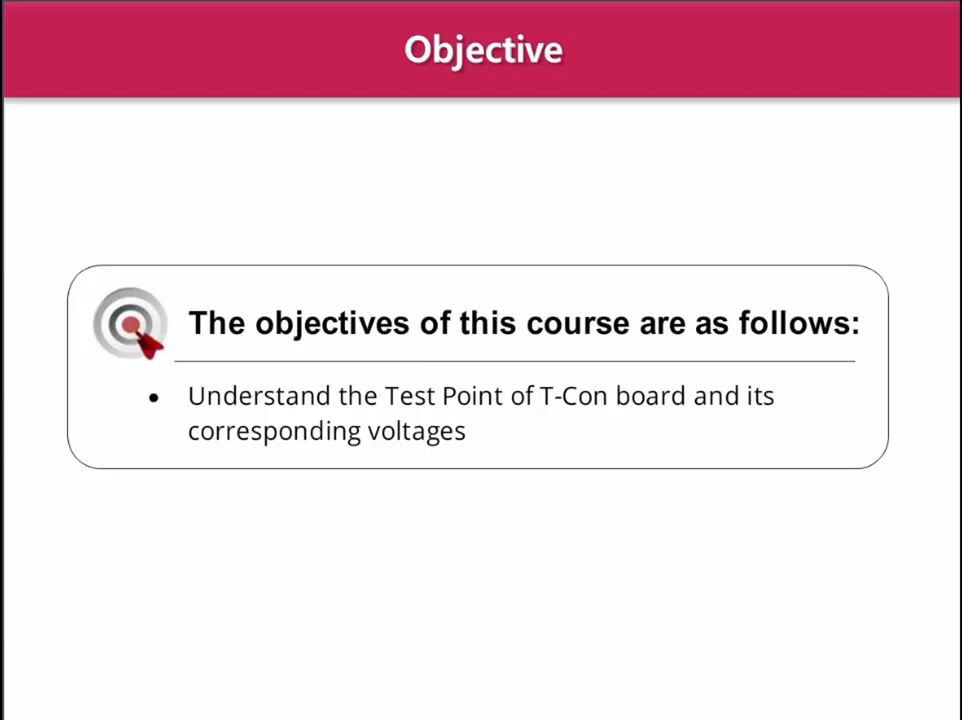 Objective
The objectives of this course are as follows:
• Understand the Test Point of T-Con board and its
corresponding voltages